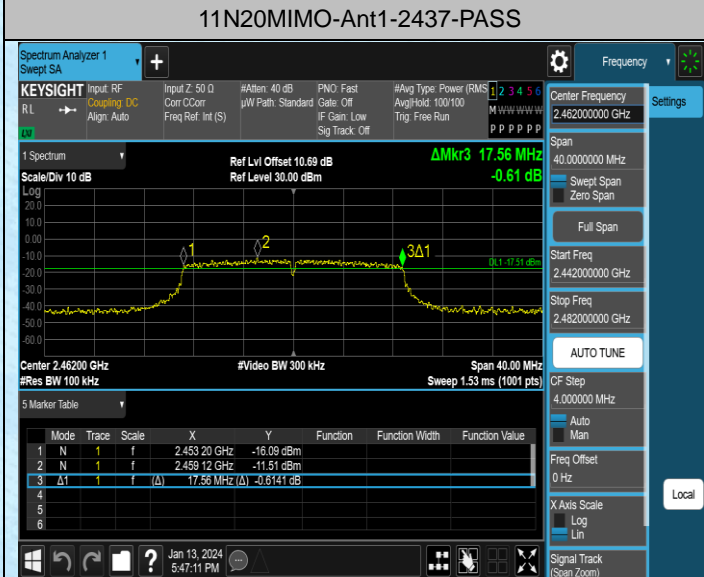 11N20MIMO-Ant1-2437-PASS
Spectrum Analyzer 1
Swept SA
+
Frequency
KEYSIGHT
RL
LXI
Input: RF
Coupling: DC
Align: Auto
Input Z: 50 Ω
Corr CCorr
Freq Ref: Int (S)
#Atten: 40 dB
µW Path: Standard
PNO: Fast
Gate: Off
IF Gain: Low
Sig Track: Off
#Avg Type: Power (RMS
Avg|Hold: 100/100
Trig: Free Run
1 2 3 4 5 6
M W W W W W
P P P P P P
Center Frequency
2.462000000 GHz
Settings
Span
40.0000000 MHz
Swept Span
Zero Span
Full Span
Start Freq
2.442000000 GHz
Stop Freq
2.482000000 GHz
AUTO TUNE
CF Step
4.000000 MHz
Auto
Man
Freq Offset
0 Hz
X Axis Scale
Log
Lin
Signal Track
(Span Zoom)
Local
1 Spectrum
Scale/Div 10 dB
Ref Lvl Offset 10.69 dB
Ref Level 30.00 dBm
ΔMkr3 17.56 MHz
-0.61 dB
Log
20.0
10.0
0.00
-10.0
-20.0
-30.0
-40.0
-50.0
-60.0
1
2
3Δ1
DL1 -17.51 dBm
Center 2.46200 GHz
#Video BW 300 kHz
Span 40.00 MHz
#Res BW 100 kHz
Sweep 1.53 ms (1001 pts)
5 Marker Table
Mode Trace Scale X Y Function Function Width Function Value
1 N 1 f 2.453 20 GHz -16.09 dBm
2 N 1 f 2.459 12 GHz -11.51 dBm
3 Δ1 1 f (Δ) 17.56 MHz (Δ) -0.6141 dB
4
5
6
?
Jan 13, 2024
5:47:11 PM